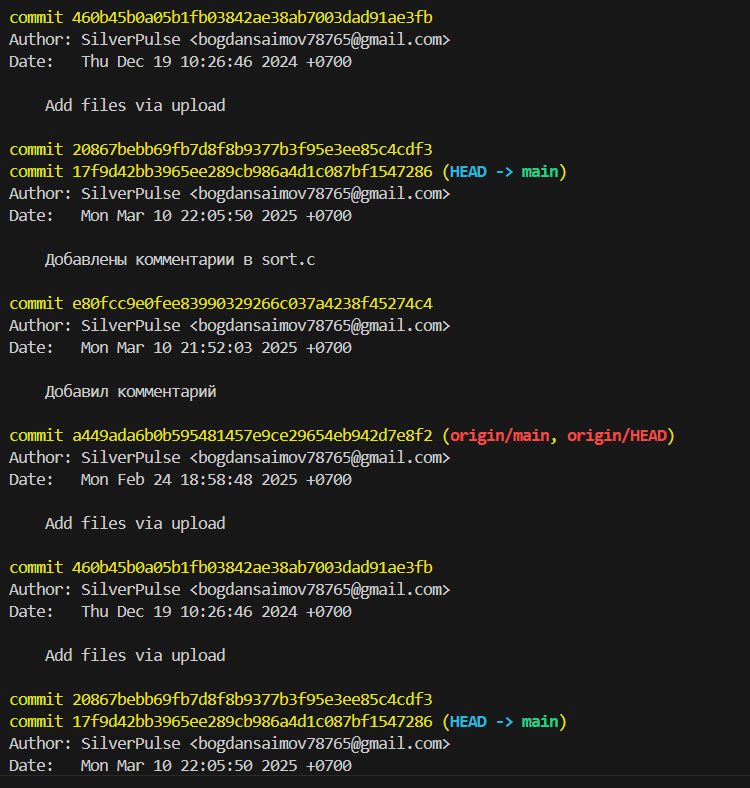 commit 460b45b0a05b1fb03842ae38ab7003dad91ae3fb
Author: SilverPulse <bogdansaimov78765@gmail.com>
Date:   Thu Dec 19 10:26:46 2024 +0700
Add files via upload
commit 20867bebb69fb7d8f8b9377b3f95e3ee85c4cdf3
commit 17f9d42bb3965ee289cb986a4d1c087bf1547286 (HEAD -> main)
Author: SilverPulse <bogdansaimov78765@gmail.com>
Date:   Mon Mar 10 22:05:50 2025 +0700
Добавлены комментарии в sort.c
commit e80fcc9e0fee83990329266c037a4238f45274c4
Author: SilverPulse <bogdansaimov78765@gmail.com>
Date:   Mon Mar 10 21:52:03 2025 +0700
Добавил комментарий
commit a449ada6b0b595481457e9ce29654eb942d7e8f2 (origin/main, origin/HEAD)
Author: SilverPulse <bogdansaimov78765@gmail.com>
Date:   Mon Feb 24 18:58:48 2025 +0700
Add files via upload
commit 460b45b0a05b1fb03842ae38ab7003dad91ae3fb
Author: SilverPulse <bogdansaimov78765@gmail.com>
Date:   Thu Dec 19 10:26:46 2024 +0700
Add files via upload
commit 20867bebb69fb7d8f8b9377b3f95e3ee85c4cdf3
commit 17f9d42bb3965ee289cb986a4d1c087bf1547286 (HEAD -> main)
Author: SilverPulse <bogdansaimov78765@gmail.com>
Date:   Mon Mar 10 22:05:50 2025 +0700